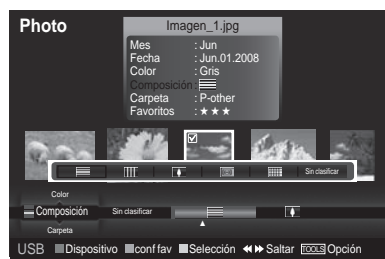 Photo
Imagen_1.jpg
Mes : Jun
Fecha : Jun.01.2008
Color : Gris
Composición :
Carpeta : P-other
Favoritos : ★★★
Sin clasificar
Color
Composición Sin clasificar
Carpeta
USB Dispositivo conf fav Selección Saltar TOOLS Opción